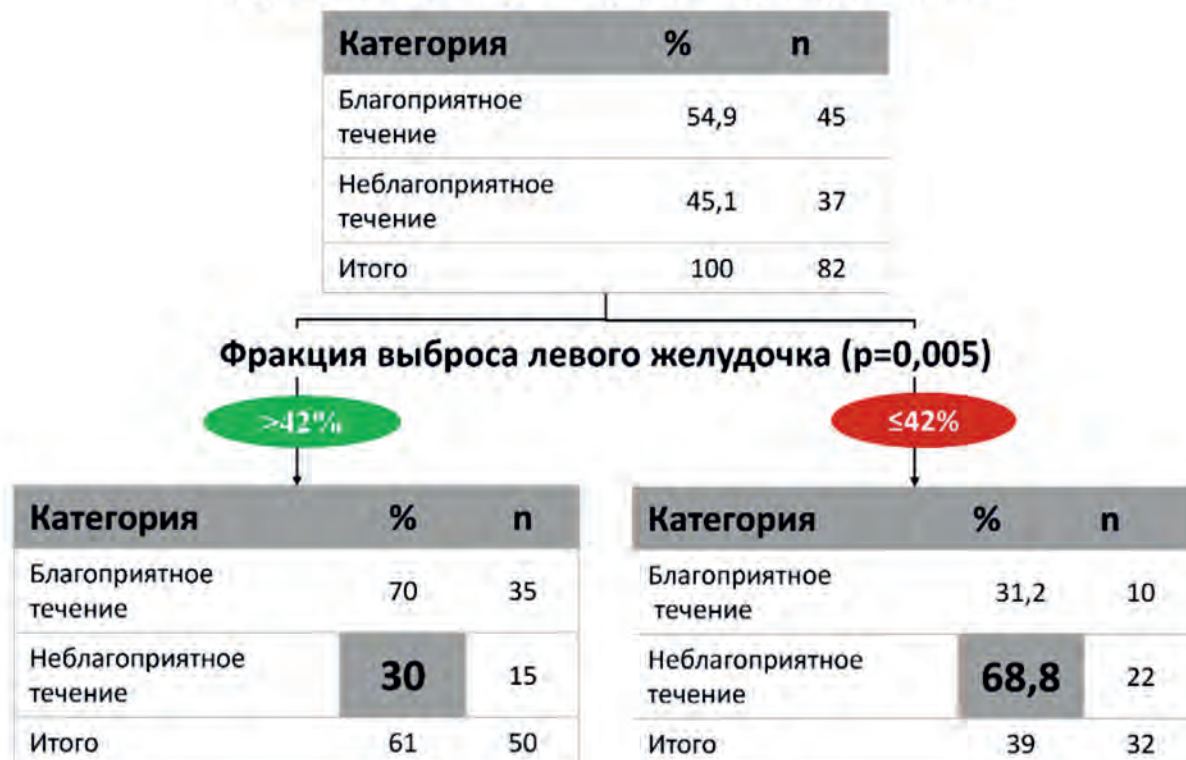 Категория % n
Благоприятное
течение 54,9 45
Неблагоприятное
течение 45,1 37
Итого 100 82
Фракция выброса левого желудочка (p=0,005)
>42%
≤42%
Категория % n
Благоприятное
течение 70 35
Неблагоприятное
течение 30 15
Итого 61 50
Категория % n
Благоприятное
течение 31,2 10
Неблагоприятное
течение 68,8 22
Итого 39 32